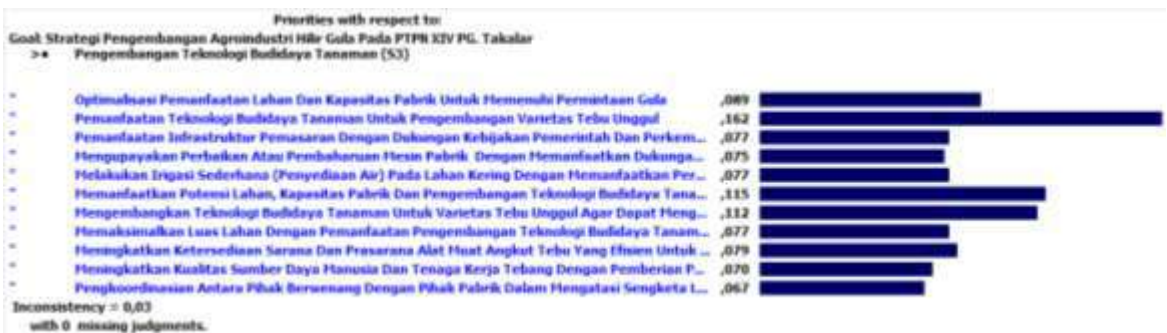 Priorities with respect to:
Goal: Strategi Pengembangan Agroindustri Hilir Gula Pada PTPN XIV PG. Takalar
>• Pengembangan Teknologi Budidaya Tanaman (S3)
Optimalisasi Pemanfaatan Lahan Dan Kapasitas Pabrik Untuk Memenuhi Permintaan Gula ,089
Pemanfaatan Teknologi Budidaya Tanaman Untuk Pengembangan Varietas Tebu Unggul ,162
Pemanfaatan Infrastruktur Pemasaran Dengan Dukungan Kebijakan Pemerintah Dan Perkem... ,077
Mengupayakan Perbaikan Atau Pembaharuan Mesin Pabrik Dengan Memanfaatkan Dukunga... ,075
Melakukan Irigasi Sederhana (Penyediaan Air) Pada Lahan Kering Dengan Memanfaatkan Per... ,077
Memanfaatkan Potensi Lahan, Kapasitas Pabrik Dan Pengembangan Teknologi Budidaya Tana... ,115
Mengembangkan Teknologi Budidaya Tanaman Untuk Varietas Tebu Unggul Agar Dapat Meng... ,112
Memaksimalkan Luas Lahan Dengan Pemanfaatan Pengembangan Teknologi Budidaya Tanam... ,077
Meningkatkan Ketersediaan Sarana Dan Prasarana Alat Muat Angkut Tebu Yang Efisien Untuk ... ,079
Meningkatkan Kualitas Sumber Daya Manusia Dan Tenaga Kerja Tebang Dengan Pemberian P... ,070
Pengkoordinasian Antara Pihak Berwenang Dengan Pihak Pabrik Dalam Mengatasi Sengketa L... ,067
Inconsistency = 0,03
with 0 missing judgments.